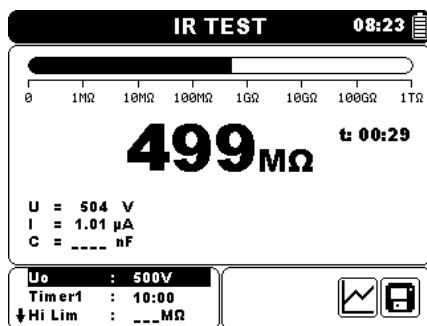 IR TEST 08:23
0 1MΩ 10MΩ 100MΩ 1GΩ 10GΩ 100GΩ 1TΩ
499MΩ t: 00:29
U = 504 V
I = 1.01 µA
C = ____ nF
Uo : 500V
Timer1 : 10:00
Hi Lim : ___MΩ